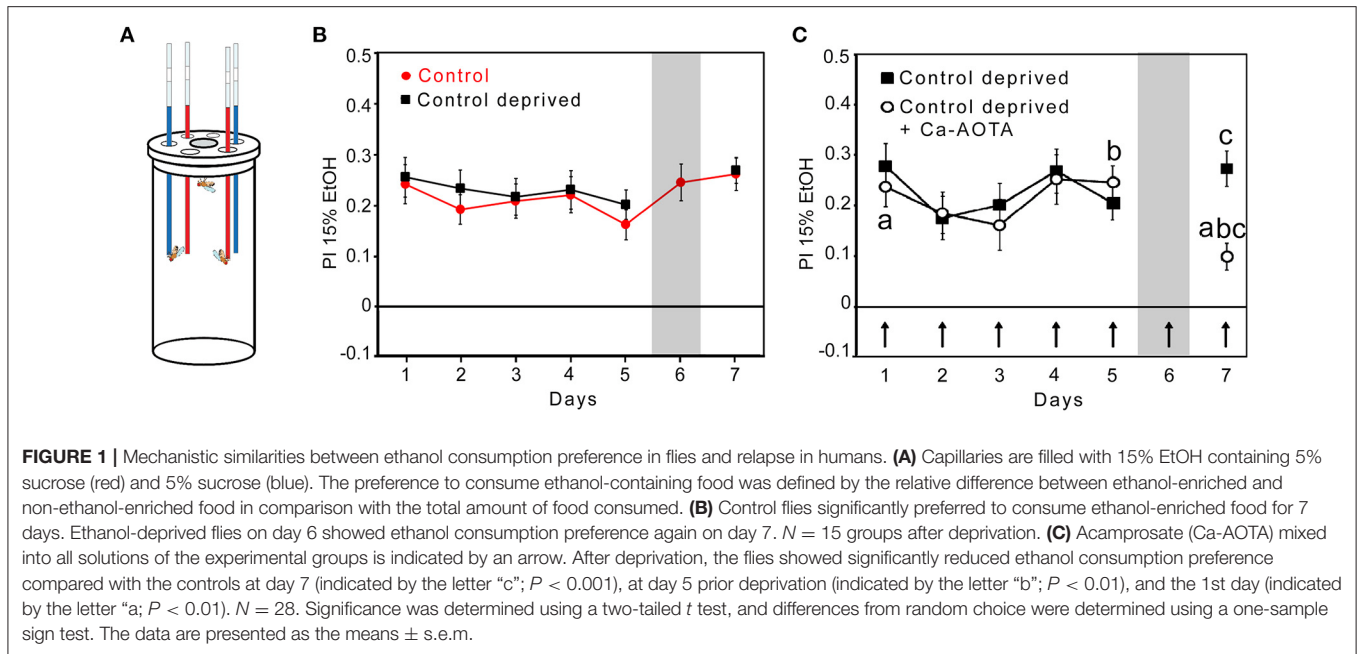 A
B
0.5
0.4
0.3
0.2
0.1
0
-0.1
PI 15% EtOH
Control
Control deprived
1 2 3 4 5 6 7
Days
C
0.5
0.4
0.3
0.2
0.1
0
-0.1
PI 15% EtOH
Control deprived
Control deprived
+ Ca-AOTA
a
b
c
abc
1 2 3 4 5 6 7
Days
FIGURE 1 | Mechanistic similarities between ethanol consumption preference in flies and relapse in humans. (A) Capillaries are filled with 15% EtOH containing 5%
sucrose (red) and 5% sucrose (blue). The preference to consume ethanol-containing food was defined by the relative difference between ethanol-enriched and
non-ethanol-enriched food in comparison with the total amount of food consumed. (B) Control flies significantly preferred to consume ethanol-enriched food for 7
days. Ethanol-deprived flies on day 6 showed ethanol consumption preference again on day 7. N = 15 groups after deprivation. (C) Acamprosate (Ca-AOTA) mixed
into all solutions of the experimental groups is indicated by an arrow. After deprivation, the flies showed significantly reduced ethanol consumption preference
compared with the controls at day 7 (indicated by the letter “c”; P < 0.001), at day 5 prior deprivation (indicated by the letter “b”; P < 0.01), and the 1st day (indicated
by the letter “a; P < 0.01). N = 28. Significance was determined using a two-tailed t test, and differences from random choice were determined using a one-sample
sign test. The data are presented as the means ± s.e.m.